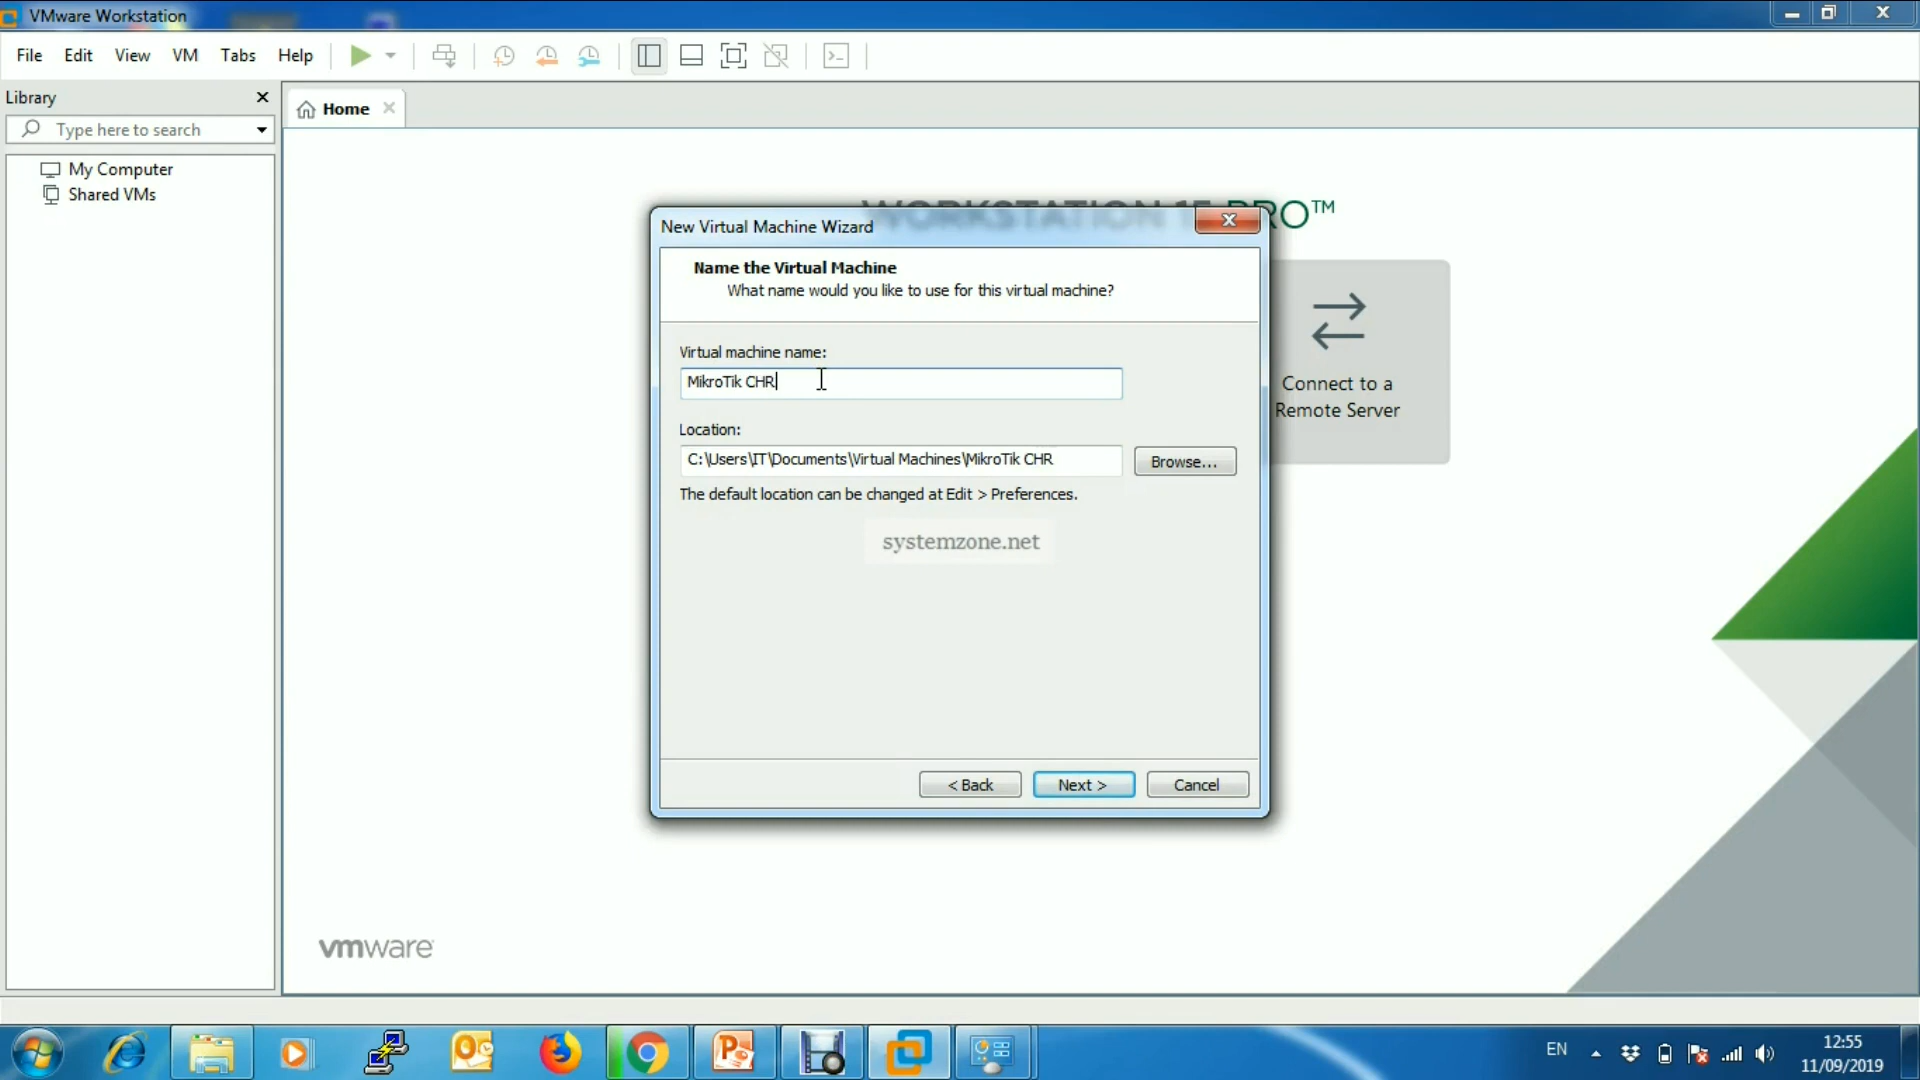 VMware Workstation
File Edit View VM Tabs Help
Library
Type here to search
My Computer
Shared VMs
Home
WORKSTATION 15 PRO™
Connect to a
Remote Server
New Virtual Machine Wizard
Name the Virtual Machine
What name would you like to use for this virtual machine?
Virtual machine name:
MikroTik CHR
Location:
C:\Users\IT\Documents\Virtual Machines\MikroTik CHR
Browse...
The default location can be changed at Edit > Preferences.
systemzone.net
< Back Next > Cancel
vmware
EN
12:55
11/09/2019